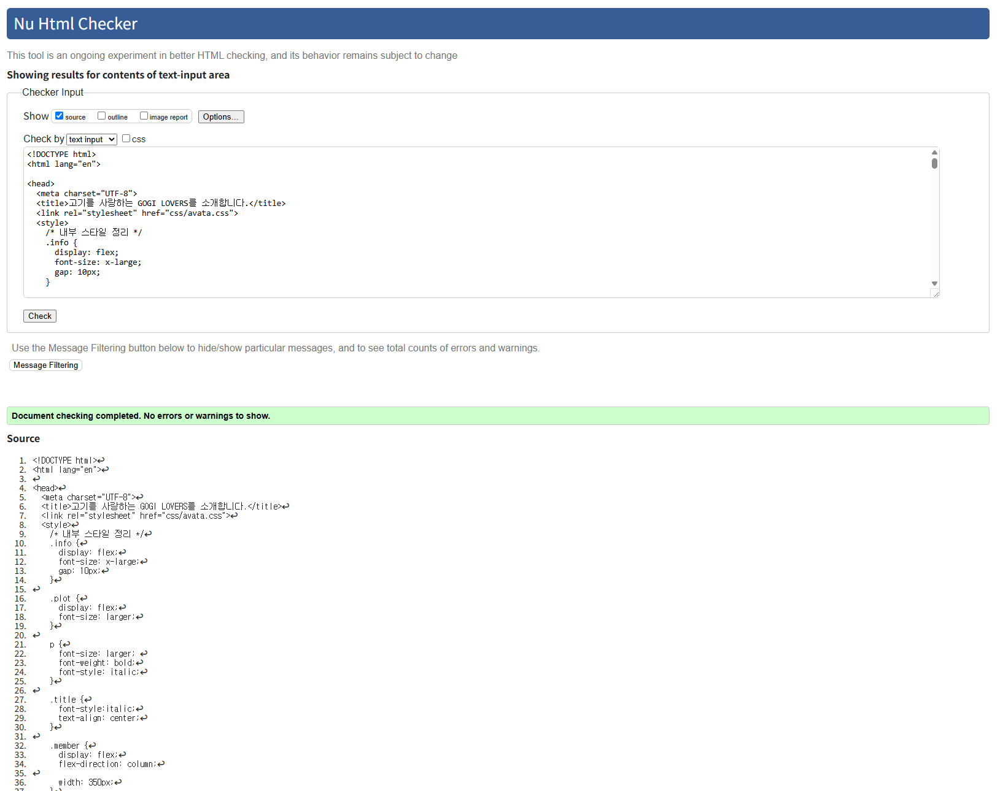 Nu Html Checker
This tool is an ongoing experiment in better HTML checking, and its behavior remains subject to change
Showing results for contents of text-input area
Checker Input
Show source outline image report Options...
Check by text input css
<!DOCTYPE html>
<html lang="en">
<head>
<meta charset="UTF-8">
<title>고기를 사랑하는 GOGI LOVERS를 소개합니다.</title>
<link rel="stylesheet" href="css/avata.css">
<style>
/* 내부 스타일 정리 */
.info {
display: flex;
font-size: x-large;
gap: 10px;
}
Check
Use the Message Filtering button below to hide/show particular messages, and to see total counts of errors and warnings.
Message Filtering
Document checking completed. No errors or warnings to show.
Source
1. <!DOCTYPE html>↩
2. <html lang="en">↩
3. ↩
4. <head>↩
5. <meta charset="UTF-8">↩
6. <title>고기를 사랑하는 GOGI LOVERS를 소개합니다.</title>↩
7. <link rel="stylesheet" href="css/avata.css">↩
8. <style>↩
9. /* 내부 스타일 정리 */↩
10. .info {↩
11. display: flex;↩
12. font-size: x-large;↩
13. gap: 10px;↩
14. }↩
15. ↩
16. .plot {↩
17. display: flex;↩
18. font-size: larger;↩
19. }↩
20. ↩
21. p {↩
22. font-size: larger; ↩
23. font-weight: bold;↩
24. font-style: italic;↩
25. }↩
26. ↩
27. .title {↩
28. font-style:italic;↩
29. text-align: center;↩
30. }↩
31. ↩
32. .member {↩
33. display: flex;↩
34. flex-direction: column;↩
35. ↩
36. width: 350px;↩
37. }↩